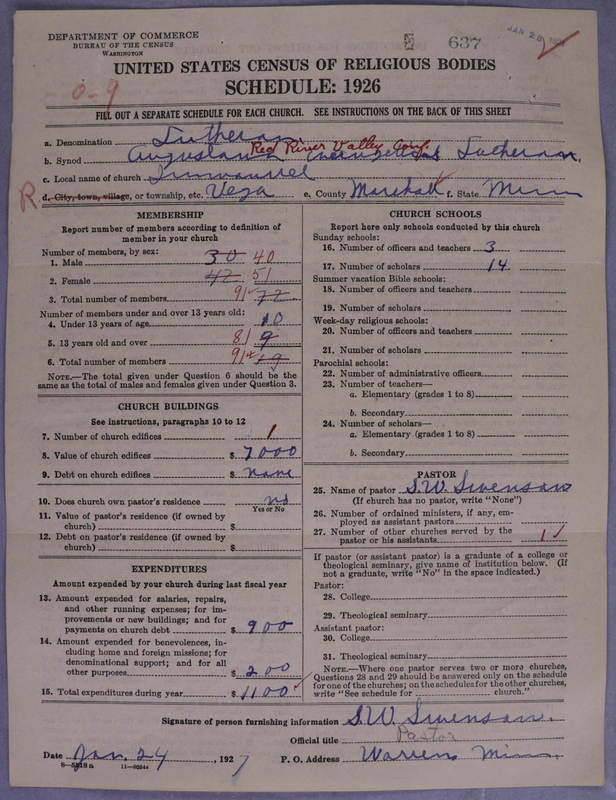 DEPARTMENT OF COMMERCE
BUREAU OF THE CENSUS
WASHINGTON
E 637
JAN 28
UNITED STATES CENSUS OF RELIGIOUS BODIES
SCHEDULE: 1926
0-9
FILL OUT A SEPARATE SCHEDULE FOR EACH CHURCH. SEE INSTRUCTIONS ON THE BACK OF THIS SHEET
a. Denomination Lutheran
Red River Valley Conf.
b. Synod Augustana Lutheran
c. Local name of church Immanuel
R d. City, town, village, or township, etc. Vega e. County Marshall f. State Minn
MEMBERSHIP
Report number of members according to definition of
member in your church
Number of members, by sex:
1. Male 30 40
2. Female 42 51
3. Total number of members 91 72
Number of members under and over 13 years old:
4. Under 13 years of age 10
5. 13 years old and over 81 9
6. Total number of members 91 19
NOTE.—The total given under Question 6 should be the
same as the total of males and females given under Question 3.
CHURCH BUILDINGS
See instructions, paragraphs 10 to 12
7. Number of church edifices 1
8. Value of church edifices $ 7000
9. Debt on church edifices $ none
10. Does church own pastor's residence no
Yes or No
11. Value of pastor's residence (if owned by
church) $
12. Debt on pastor's residence (if owned by
church) $
EXPENDITURES
Amount expended by your church during last fiscal year
13. Amount expended for salaries, repairs,
and other running expenses; for im-
provements or new buildings; and for
payments on church debt $ 900
14. Amount expended for benevolences, in-
cluding home and foreign missions; for
denominational support; and for all
other purposes $ 200
15. Total expenditures during year $ 1100
CHURCH SCHOOLS
Report here only schools conducted by this church
Sunday schools:
16. Number of officers and teachers 3
17. Number of scholars 14
Summer vacation Bible schools:
18. Number of officers and teachers
19. Number of scholars
Week-day religious schools:
20. Number of officers and teachers
21. Number of scholars
Parochial schools:
22. Number of administrative officers
23. Number of teachers—
a. Elementary (grades 1 to 8)
b. Secondary
24. Number of scholars—
a. Elementary (grades 1 to 8)
b. Secondary
PASTOR
25. Name of pastor S.W. Swenson
(If church has no pastor, write "None")
26. Number of ordained ministers, if any, em-
ployed as assistant pastors
27. Number of other churches served by the
pastor or his assistants 1
If pastor (or assistant pastor) is a graduate of a college or
theological seminary, give name of institution below. (If
not a graduate, write "No" in the space indicated.)
Pastor:
28. College
29. Theological seminary
Assistant pastor:
30. College
31. Theological seminary
NOTE.—Where one pastor serves two or more churches,
Questions 28 and 29 should be answered only on the schedule
for one of the churches; on the schedules for the other churches,
write "See schedule for church."
Signature of person furnishing information S.W. Swenson.
Official title Pastor
Date Jan. 24, 1927 P. O. Address Warren Minn.
8—5518a 11—9024a